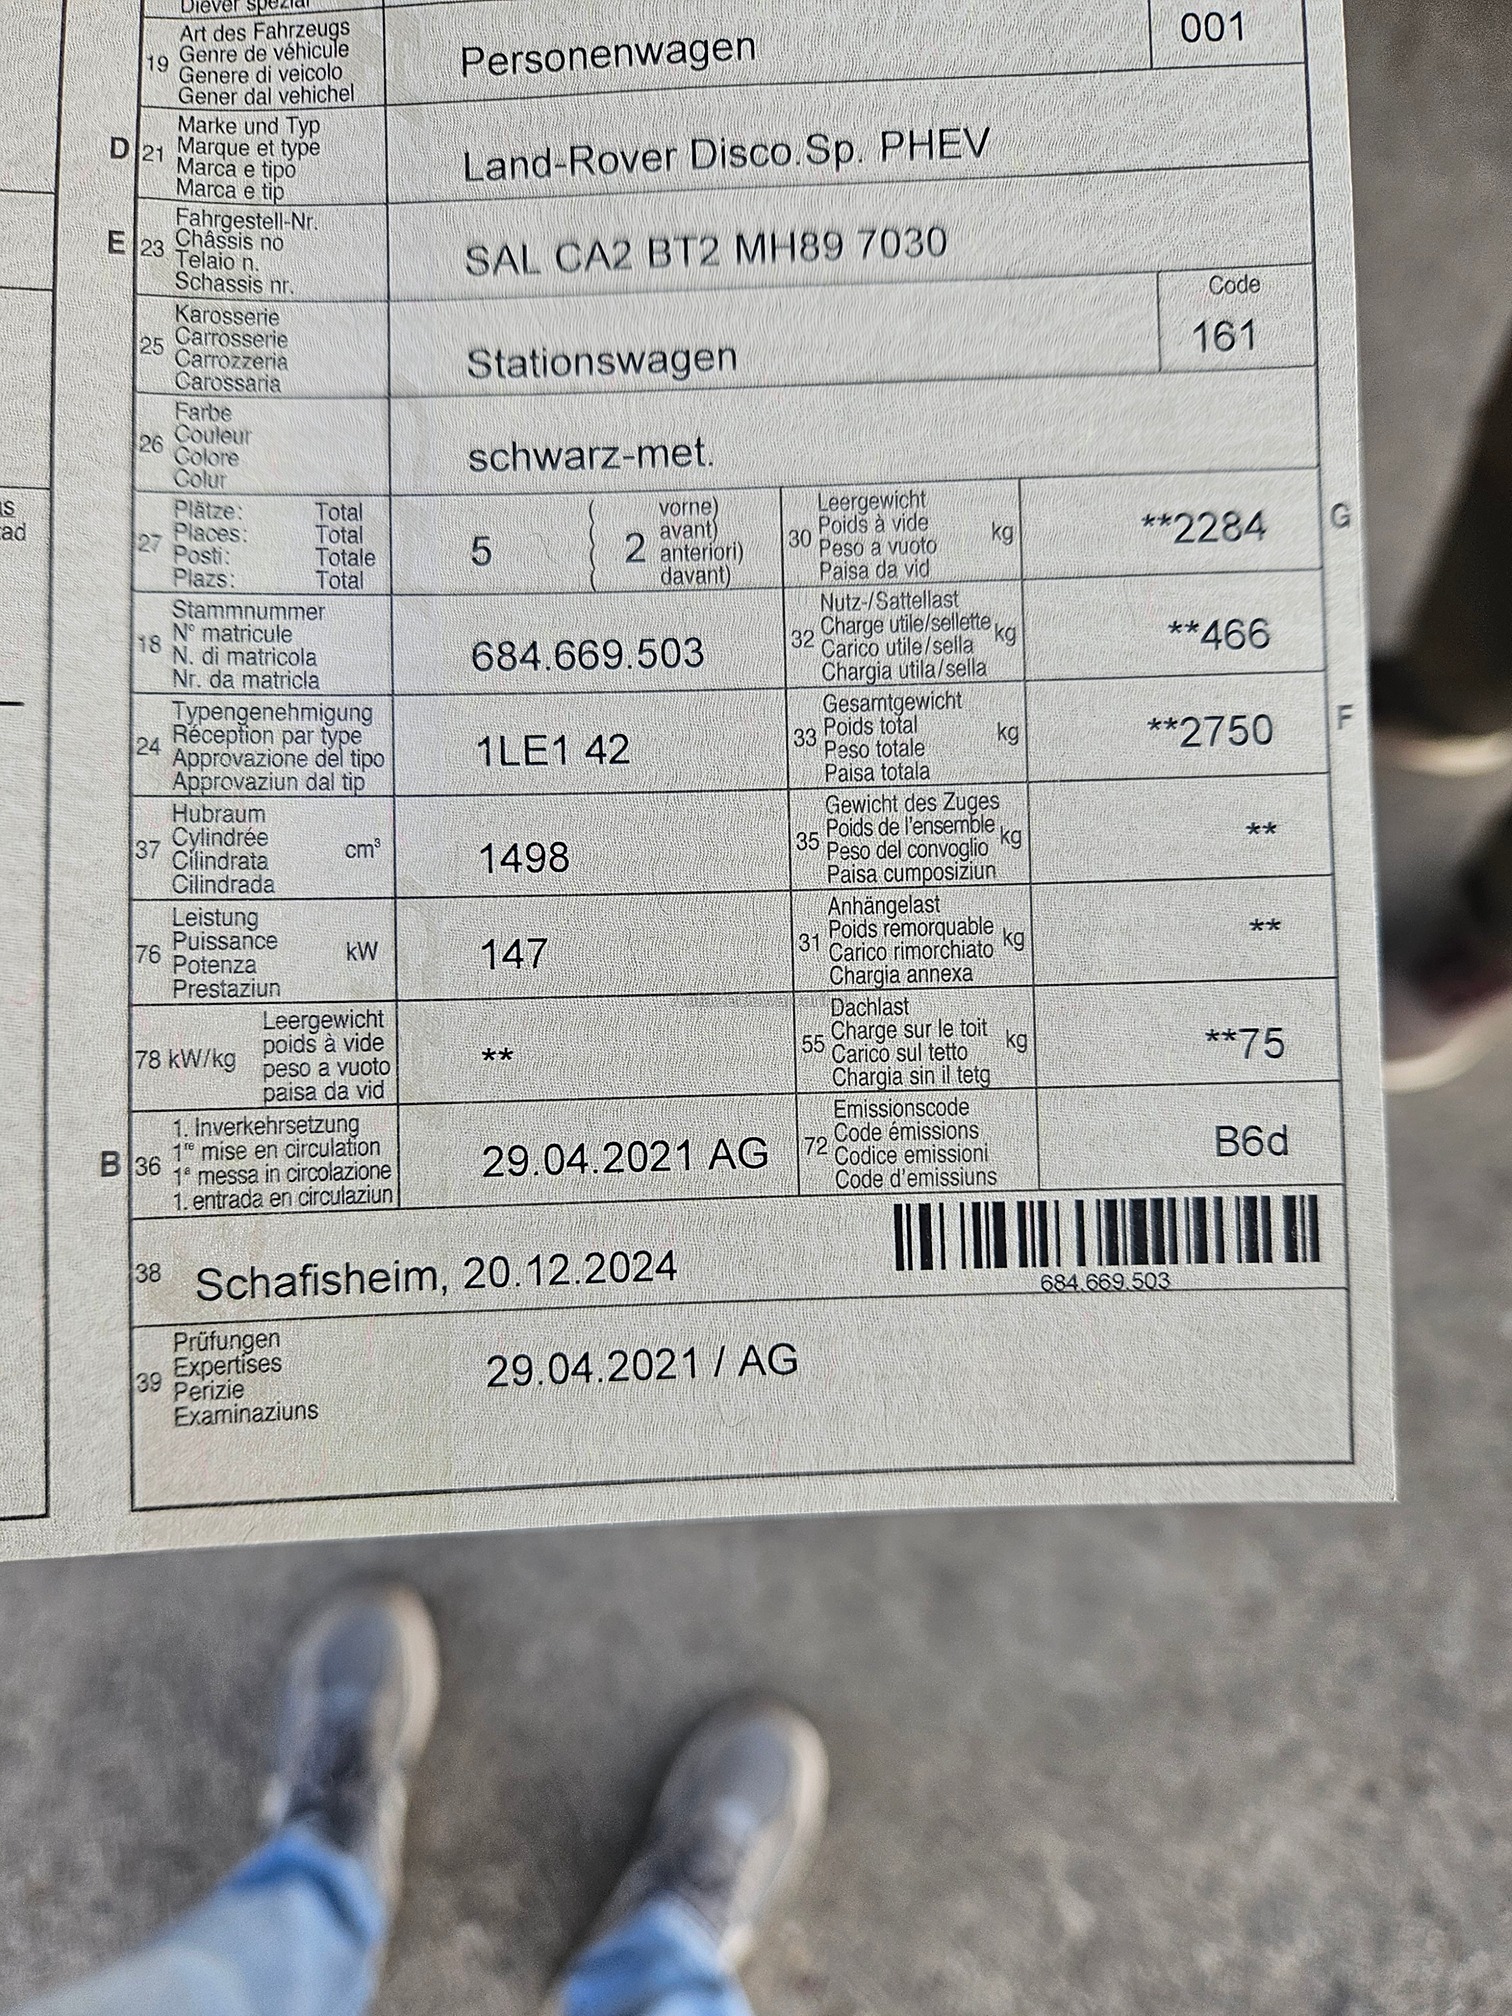 Diever spezial
19
Art des Fahrzeugs
Genre de véhicule
Genere di veicolo
Gener dal vehichel
Personenwagen
001
D 21
Marke und Typ
Marque et type
Marca e tipo
Marca e tip
Land-Rover Disco.Sp. PHEV
E 23
Fahrgestell-Nr.
Châssis no
Telaio n.
Schassis nr.
SAL CA2 BT2 MH89 7030
25
Karosserie
Carrosserie
Carrozzeria
Carossaria
Stationswagen
Code
161
26
Farbe
Couleur
Colore
Colur
schwarz-met.
27
Plätze: Total
Places: Total
Posti: Totale
Plazs: Total
5 ( 2
vorne)
avant)
anteriori)
davant)
30
Leergewicht
Poids à vide
Peso a vuoto
Paisa da vid
kg
**2284
G
18
Stammnummer
N° matricule
N. di matricola
Nr. da matricla
684.669.503
32
Nutz-/Sattellast
Charge utile/sellette
Carico utile/sella
Chargia utila/sella
kg
**466
24
Typengenehmigung
Réception par type
Approvazione del tipo
Approvaziun dal tip
1LE1 42
33
Gesamtgewicht
Poids total
Peso totale
Paisa totala
kg
**2750
F
37
Hubraum
Cylindrée
Cilindrata
Cilindrada
cm³
1498
35
Gewicht des Zuges
Poids de l'ensemble
Peso del convoglio
Paisa cumposiziun
kg
**
76
Leistung
Puissance
Potenza
Prestaziun
kW
147
31
Anhängelast
Poids remorquable
Carico rimorchiato
Chargia annexa
kg
**
78 kW/kg
Leergewicht
poids à vide
peso a vuoto
paisa da vid
**
55
Dachlast
Charge sur le toit
Carico sul tetto
Chargia sin il tetg
kg
**75
B 36
1. Inverkehrsetzung
1re mise en circulation
1a messa in circolazione
1. entrada en circulaziun
29.04.2021 AG
72
Emissionscode
Code émissions
Codice emissioni
Code d'emissiuns
B6d
38
Schafisheim, 20.12.2024
684.669.503
39
Prüfungen
Expertises
Perizie
Examinaziuns
29.04.2021 / AG